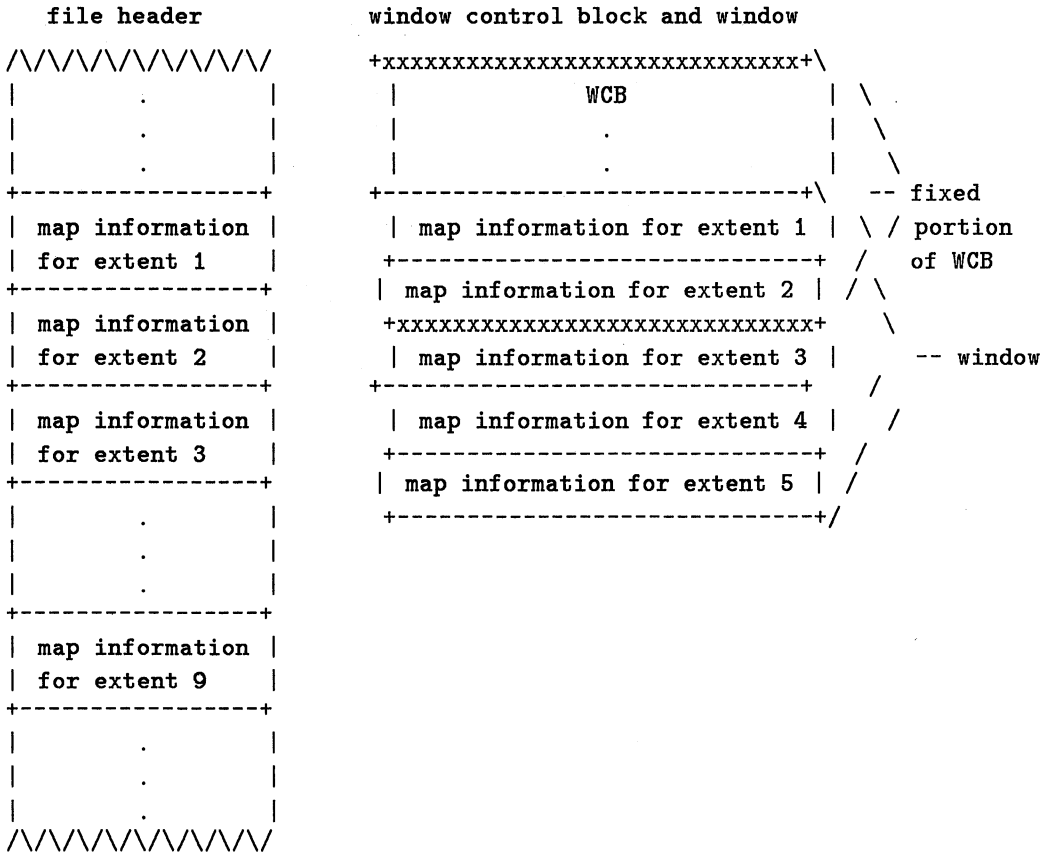 file header
/\/\/\/\/\/\/\/\/\/
| . |
| . |
| . |
+-----------------+
| map information |
| for extent 1 |
+-----------------+
| map information |
| for extent 2 |
+-----------------+
| map information |
| for extent 3 |
+-----------------+
| . |
| . |
| . |
+-----------------+
| map information |
| for extent 9 |
+-----------------+
| . |
| . |
| . |
/\/\/\/\/\/\/\/\/\/
window control block and window
+xxxxxxxxxxxxxxxxxxxxxxxxxxxxxx+\
| WCB | \
| . | \
| . | \
+------------------------------+\ -- fixed
| map information for extent 1 | \ / portion
+------------------------------+ / of WCB
| map information for extent 2 | / \
+xxxxxxxxxxxxxxxxxxxxxxxxxxxxxx+ \
| map information for extent 3 | -- window
+------------------------------+ /
| map information for extent 4 | /
+------------------------------+ /
| map information for extent 5 | /
+------------------------------+/